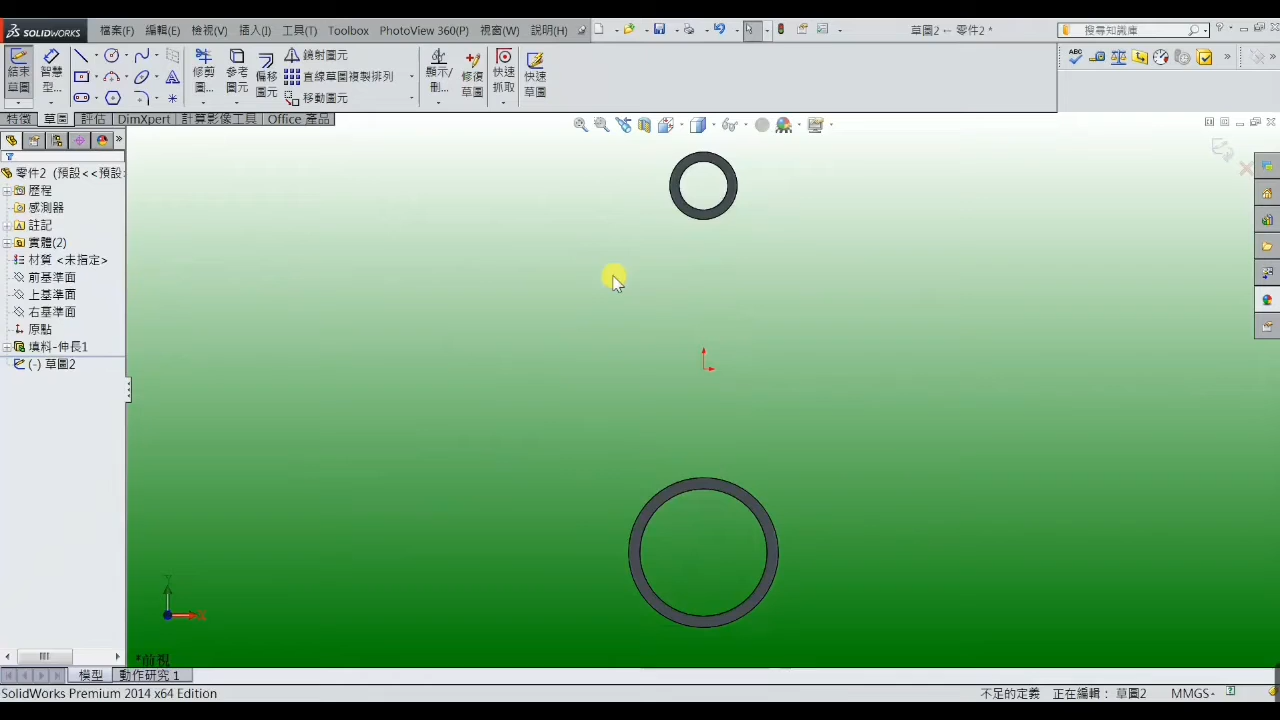 SOLIDWORKS 檔案(F) 編輯(E) 檢視(V) 插入(I) 工具(T) Toolbox PhotoView 360(P) 視窗(W) 說明(H) 草圖2 ← 零件2 * 搜尋知識庫
結束草圖 智慧型... 修剪圖元 參考圖元 偏移圖元 鏡射圖元 直線草圖複製排列 移動圖元 顯示/刪... 修復草圖 快速抓取 快速草圖
特徵 草圖 評估 DimXpert 計算影像工具 Office 產品
零件2 (預設<<預設>
歷程
感測器
註記
實體(2)
材質 <未指定>
前基準面
上基準面
右基準面
原點
填料-伸長1
(-) 草圖2
Y
X
*前視
模型 動作研究 1
SolidWorks Premium 2014 x64 Edition 不足的定義 正在編輯： 草圖2 MMGS